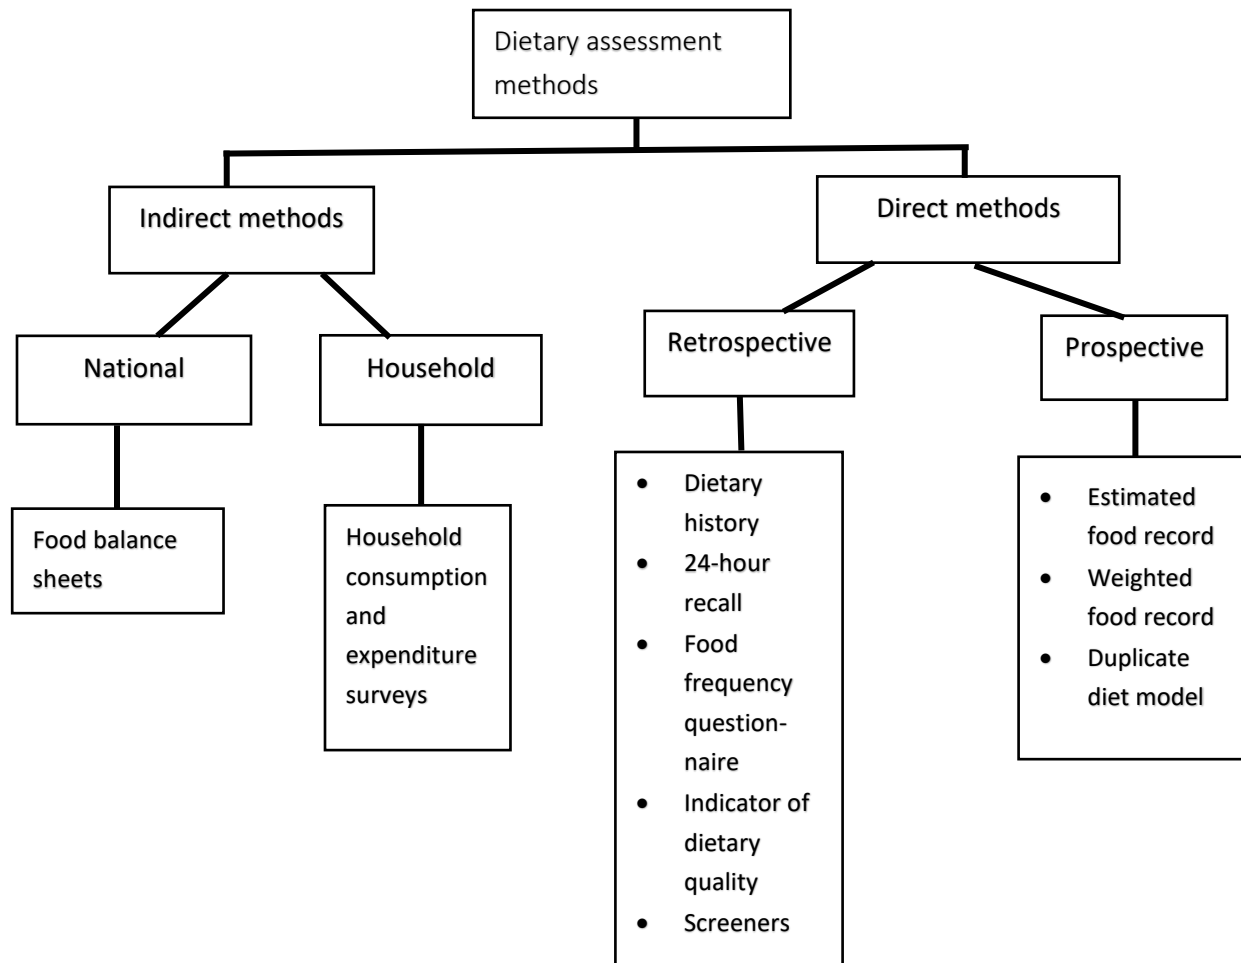 Dietary assessment
methods
Indirect methods
Direct methods
National
Household
Retrospective
Prospective
Food balance
sheets
Household
consumption
and
expenditure
surveys
• Dietary
history
• 24-hour
recall
• Food
frequency
question-
naire
• Indicator of
dietary
quality
• Screeners
• Estimated
food record
• Weighted
food record
• Duplicate
diet model